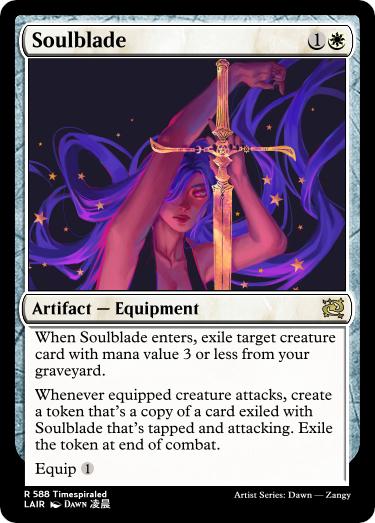 Soulblade 1
Artifact — Equipment
When Soulblade enters, exile target creature
card with mana value 3 or less from your
graveyard.
Whenever equipped creature attacks, create
a token that's a copy of a card exiled with
Soulblade that's tapped and attacking. Exile
the token at end of combat.
Equip 1
R 588 Timespiraled
LAIR Dawn 凌晨
Artist Series: Dawn — Zangy